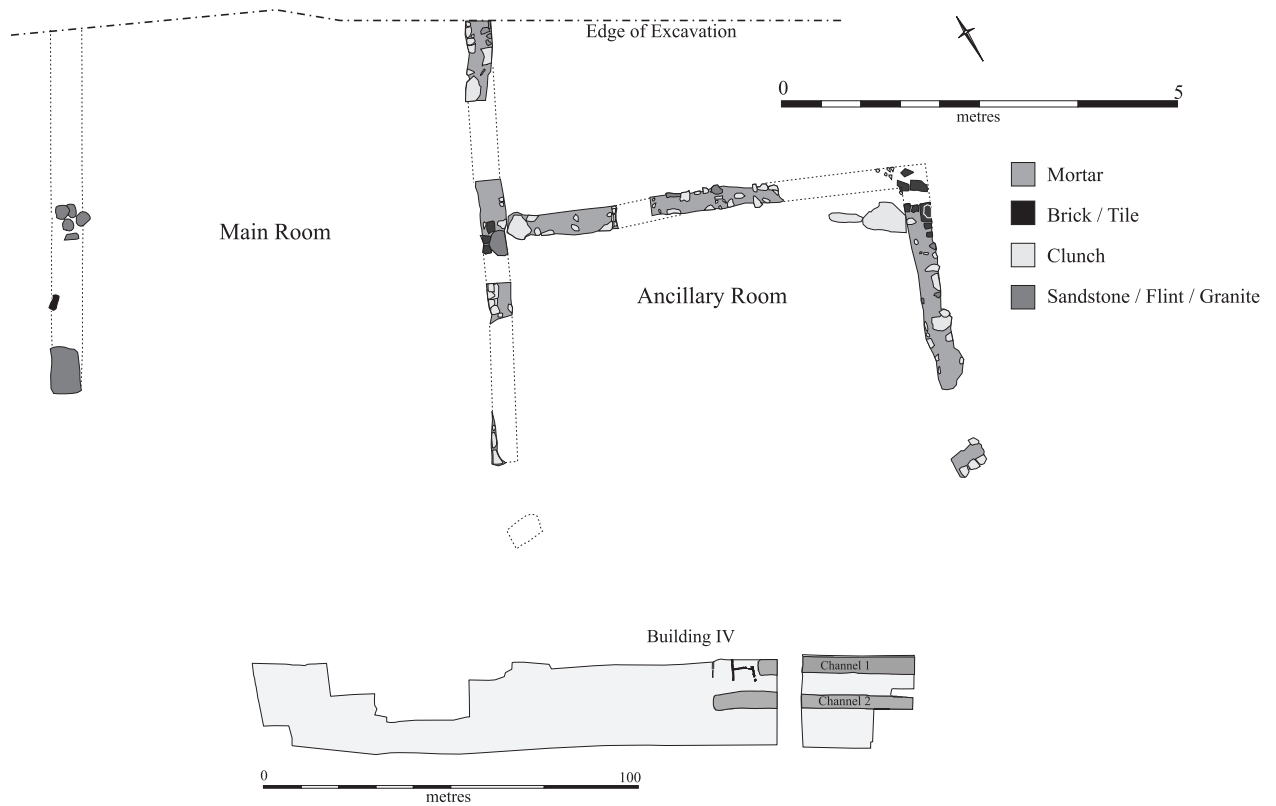 Edge of Excavation
0
5
metres
Mortar
Brick / Tile
Clunch
Sandstone / Flint / Granite
Main Room
Ancillary Room
Building IV
Channel 1
Channel 2
0
100
metres